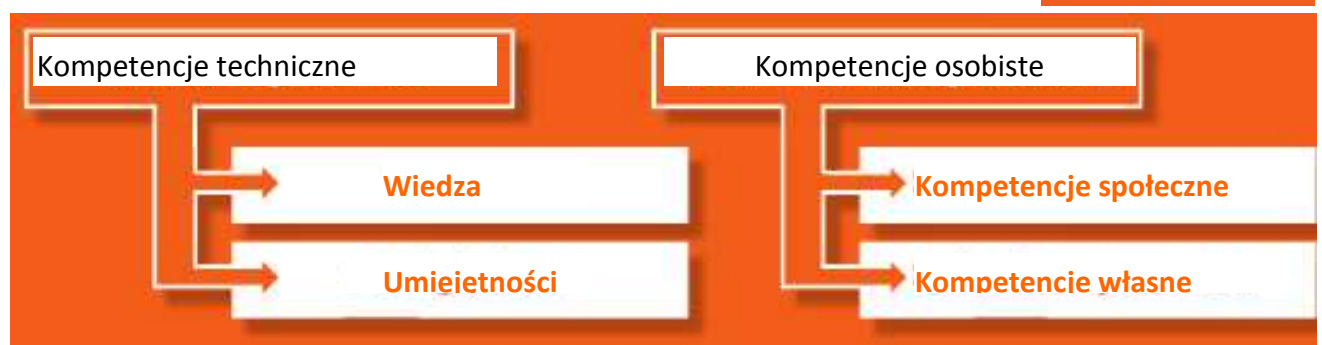 Kompetencje techniczne
Kompetencje osobiste
Wiedza
Kompetencje społeczne
Umiejętności
Kompetencje własne